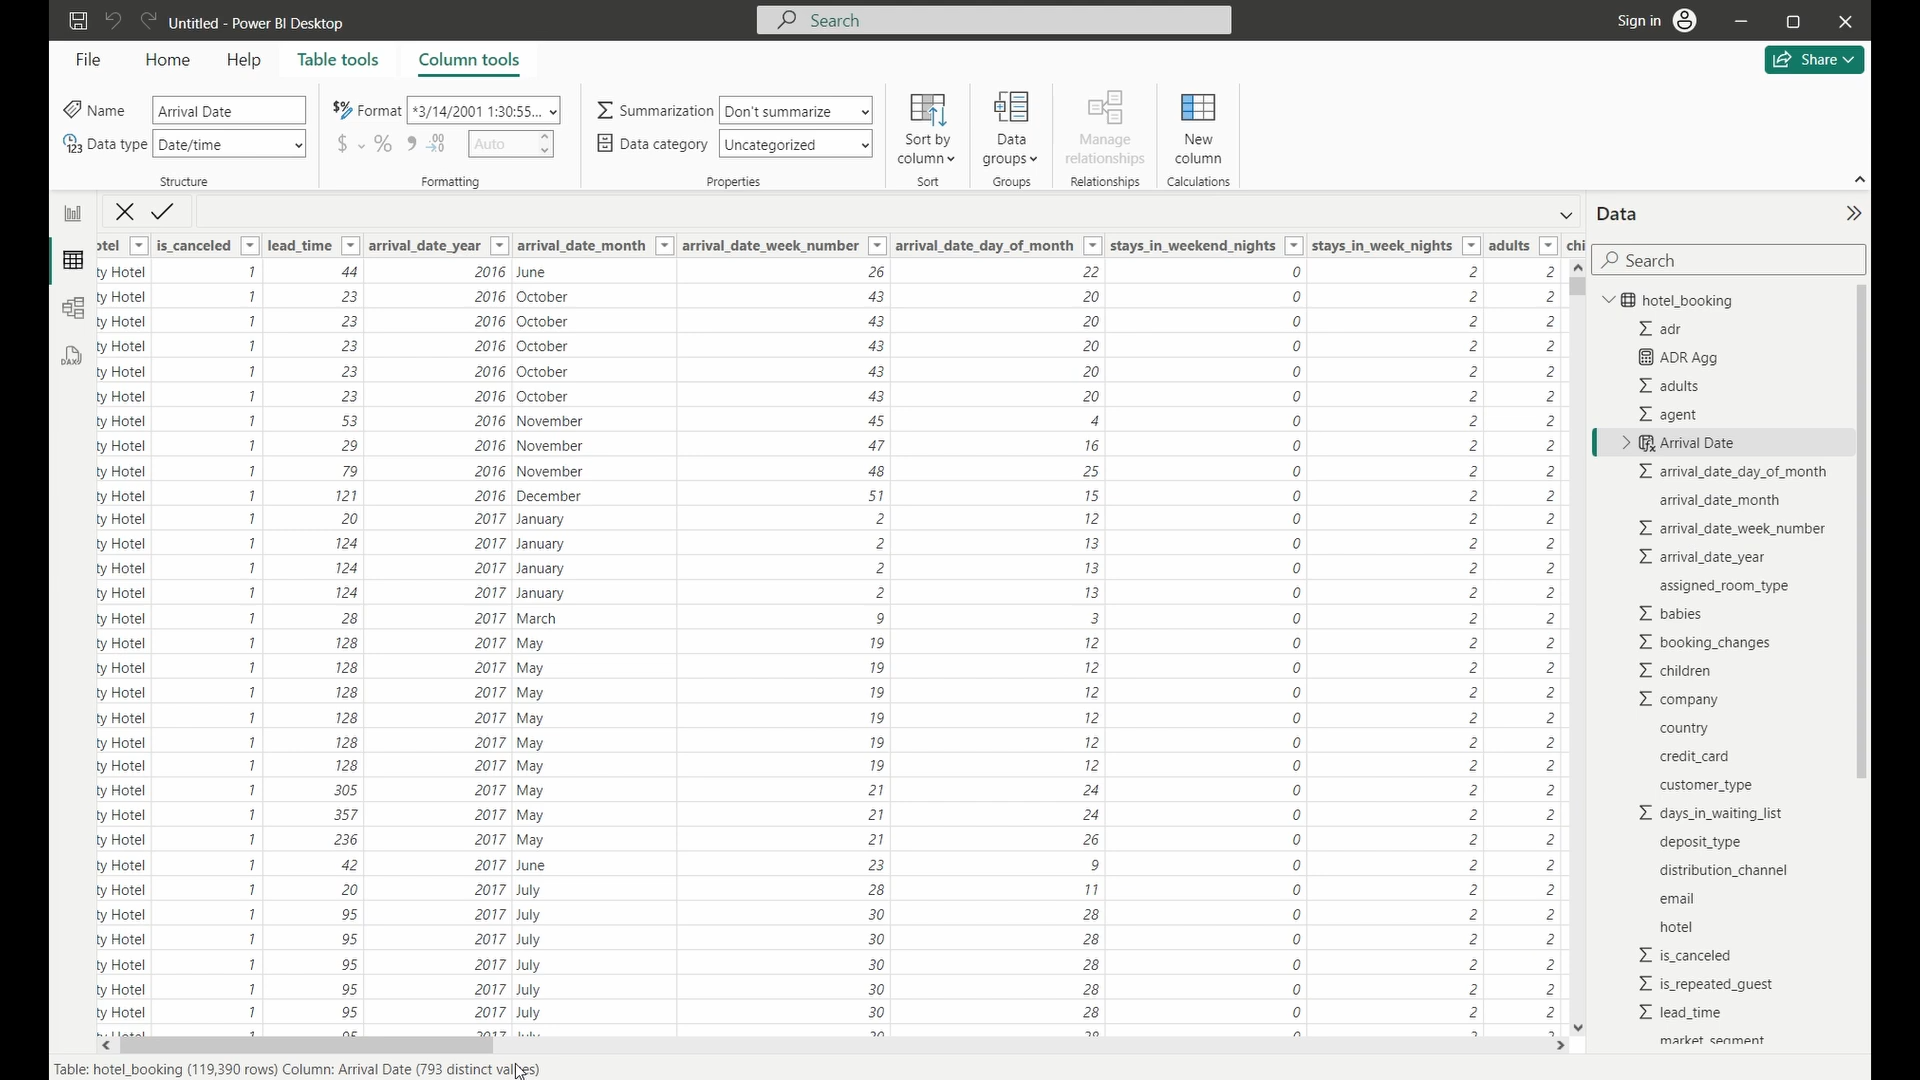 Untitled - Power BI Desktop
Search
Sign in
File Home Help Table tools Column tools
Share
Name Arrival Date
Format *3/14/2001 1:30:55...
Summarization Don't summarize
Data type Date/time
$ % Auto
Data category Uncategorized
Sort by column
Data groups
Manage relationships
New column
Structure Formatting Properties Sort Groups Relationships Calculations
Data
Search
otel is_canceled lead_time arrival_date_year arrival_date_month arrival_date_week_number arrival_date_day_of_month stays_in_weekend_nights stays_in_week_nights adults chi
ty Hotel 1 44 2016 June 26 22 0 2 2
ty Hotel 1 23 2016 October 43 20 0 2 2
ty Hotel 1 23 2016 October 43 20 0 2 2
ty Hotel 1 23 2016 October 43 20 0 2 2
ty Hotel 1 23 2016 October 43 20 0 2 2
ty Hotel 1 23 2016 October 43 20 0 2 2
ty Hotel 1 53 2016 November 45 4 0 2 2
ty Hotel 1 29 2016 November 47 16 0 2 2
ty Hotel 1 79 2016 November 48 25 0 2 2
ty Hotel 1 121 2016 December 51 15 0 2 2
ty Hotel 1 20 2017 January 2 12 0 2 2
ty Hotel 1 124 2017 January 2 13 0 2 2
ty Hotel 1 124 2017 January 2 13 0 2 2
ty Hotel 1 124 2017 January 2 13 0 2 2
ty Hotel 1 28 2017 March 9 3 0 2 2
ty Hotel 1 128 2017 May 19 12 0 2 2
ty Hotel 1 128 2017 May 19 12 0 2 2
ty Hotel 1 128 2017 May 19 12 0 2 2
ty Hotel 1 128 2017 May 19 12 0 2 2
ty Hotel 1 128 2017 May 19 12 0 2 2
ty Hotel 1 128 2017 May 19 12 0 2 2
ty Hotel 1 305 2017 May 21 24 0 2 2
ty Hotel 1 357 2017 May 21 24 0 2 2
ty Hotel 1 236 2017 May 21 26 0 2 2
ty Hotel 1 42 2017 June 23 9 0 2 2
ty Hotel 1 20 2017 July 28 11 0 2 2
ty Hotel 1 95 2017 July 30 28 0 2 2
ty Hotel 1 95 2017 July 30 28 0 2 2
ty Hotel 1 95 2017 July 30 28 0 2 2
ty Hotel 1 95 2017 July 30 28 0 2 2
ty Hotel 1 95 2017 July 30 28 0 2 2
hotel_booking
adr
ADR Agg
adults
agent
Arrival Date
arrival_date_day_of_month
arrival_date_month
arrival_date_week_number
arrival_date_year
assigned_room_type
babies
booking_changes
children
company
country
credit_card
customer_type
days_in_waiting_list
deposit_type
distribution_channel
email
hotel
is_canceled
is_repeated_guest
lead_time
market_segment
Table: hotel_booking (119,390 rows) Column: Arrival Date (793 distinct values)